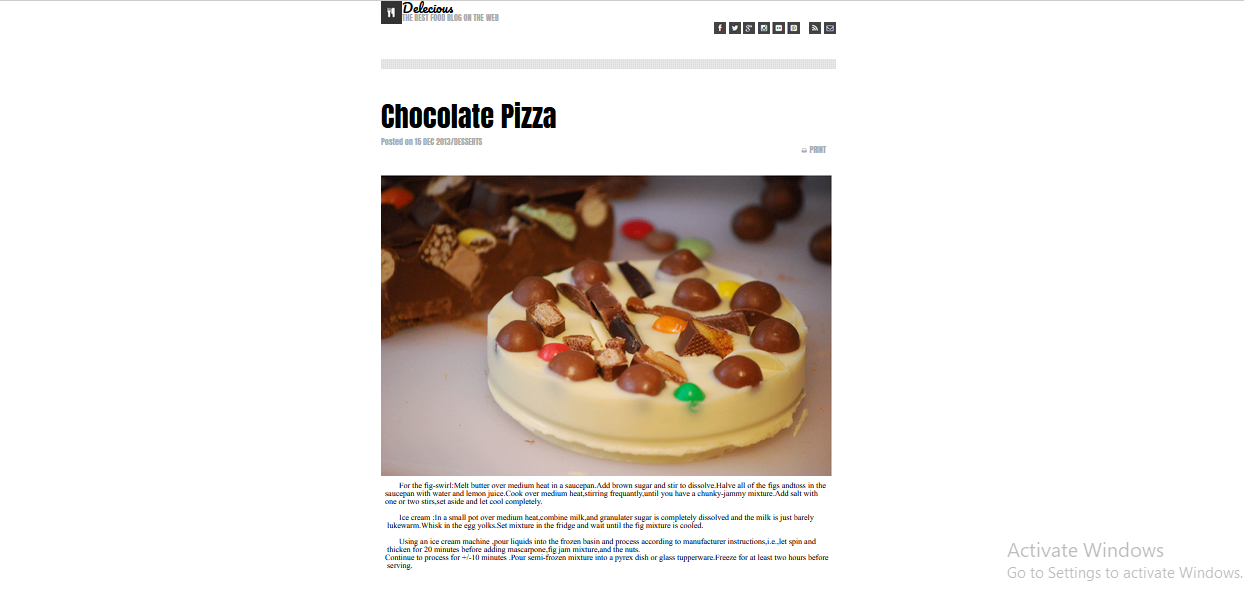 Delecious
THE BEST FOOD BLOG ON THE WEB
Chocolate Pizza
Posted on 15 DEC 2013/DESSERTS
PRINT
For the fig-swirl:Melt butter over medium heat in a saucepan.Add brown sugar and stir to dissolve.Halve all of the figs andtoss in the
saucepan with water and lemon juice.Cook over medium heat,stirring frequantly,until you have a chunky-jammy mixture.Add salt with
one or two stirs,set aside and let cool completely.
Ice cream :In a small pot over medium heat,combine milk,and granulater sugar is completely dissolved and the milk is just barely
lukewarm.Whisk in the egg yolks.Set mixture in the fridge and wait until the fig mixture is cooled.
Using an ice cream machine ,pour liquids into the frozen basin and process according to manufacturer instructions,i.e.,let spin and
thicken for 20 minutes before adding mascarpone,fig jam mixture,and the nuts.
Continue to process for +/-10 minutes .Pour semi-frozen mixture into a pyrex dish or glass tupperware.Freeze for at least two hours before
serving.
Activate Windows
Go to Settings to activate Windows.